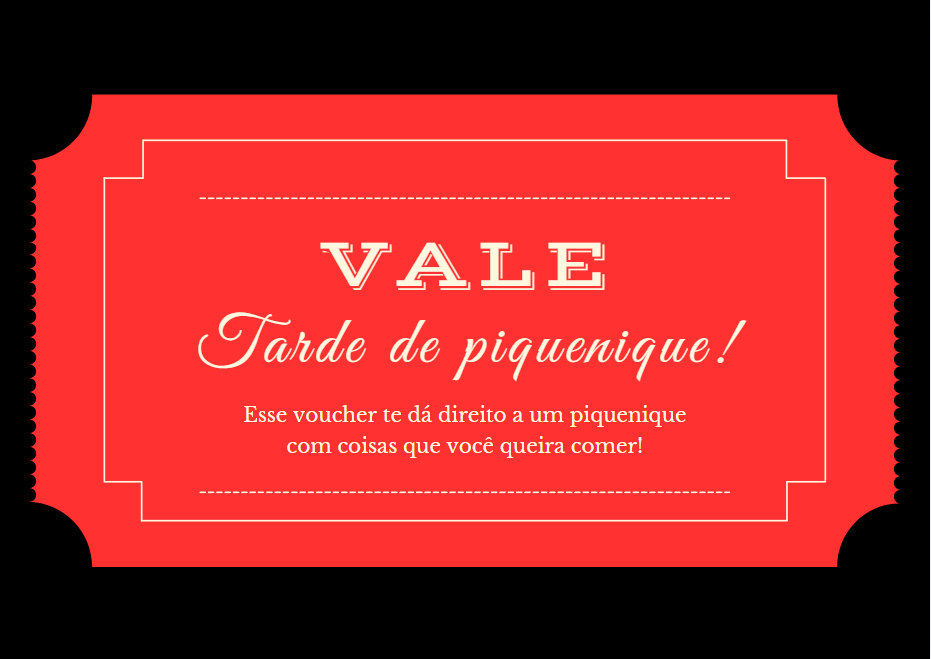 VALE
Tarde de piquenique!
Esse voucher te dá direito a um piquenique
com coisas que você queira comer!